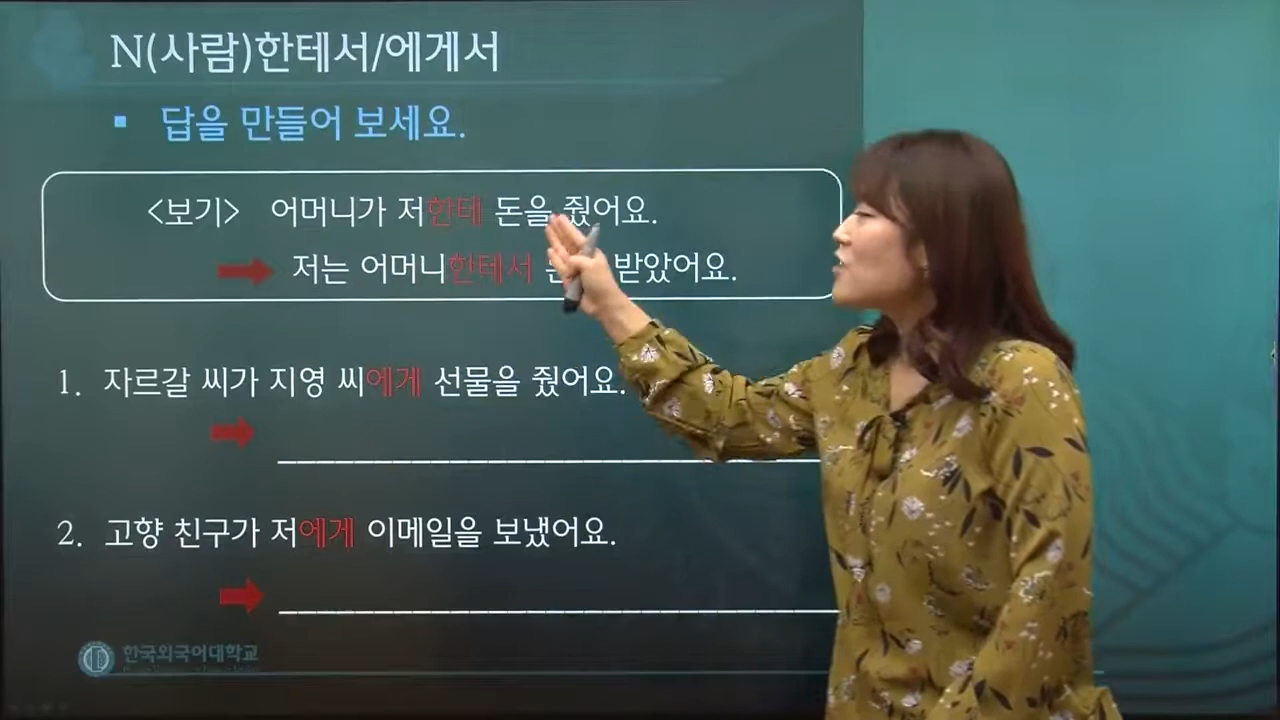 N(사람)한테서/에게서
▪ 답을 만들어 보세요.
<보기> 어머니가 저한테 돈을 줬어요.
저는 어머니한테서 받았어요.
1. 자르갈 씨가 지영 씨에게 선물을 줬어요.
2. 고향 친구가 저에게 이메일을 보냈어요.
한국외국어대학교